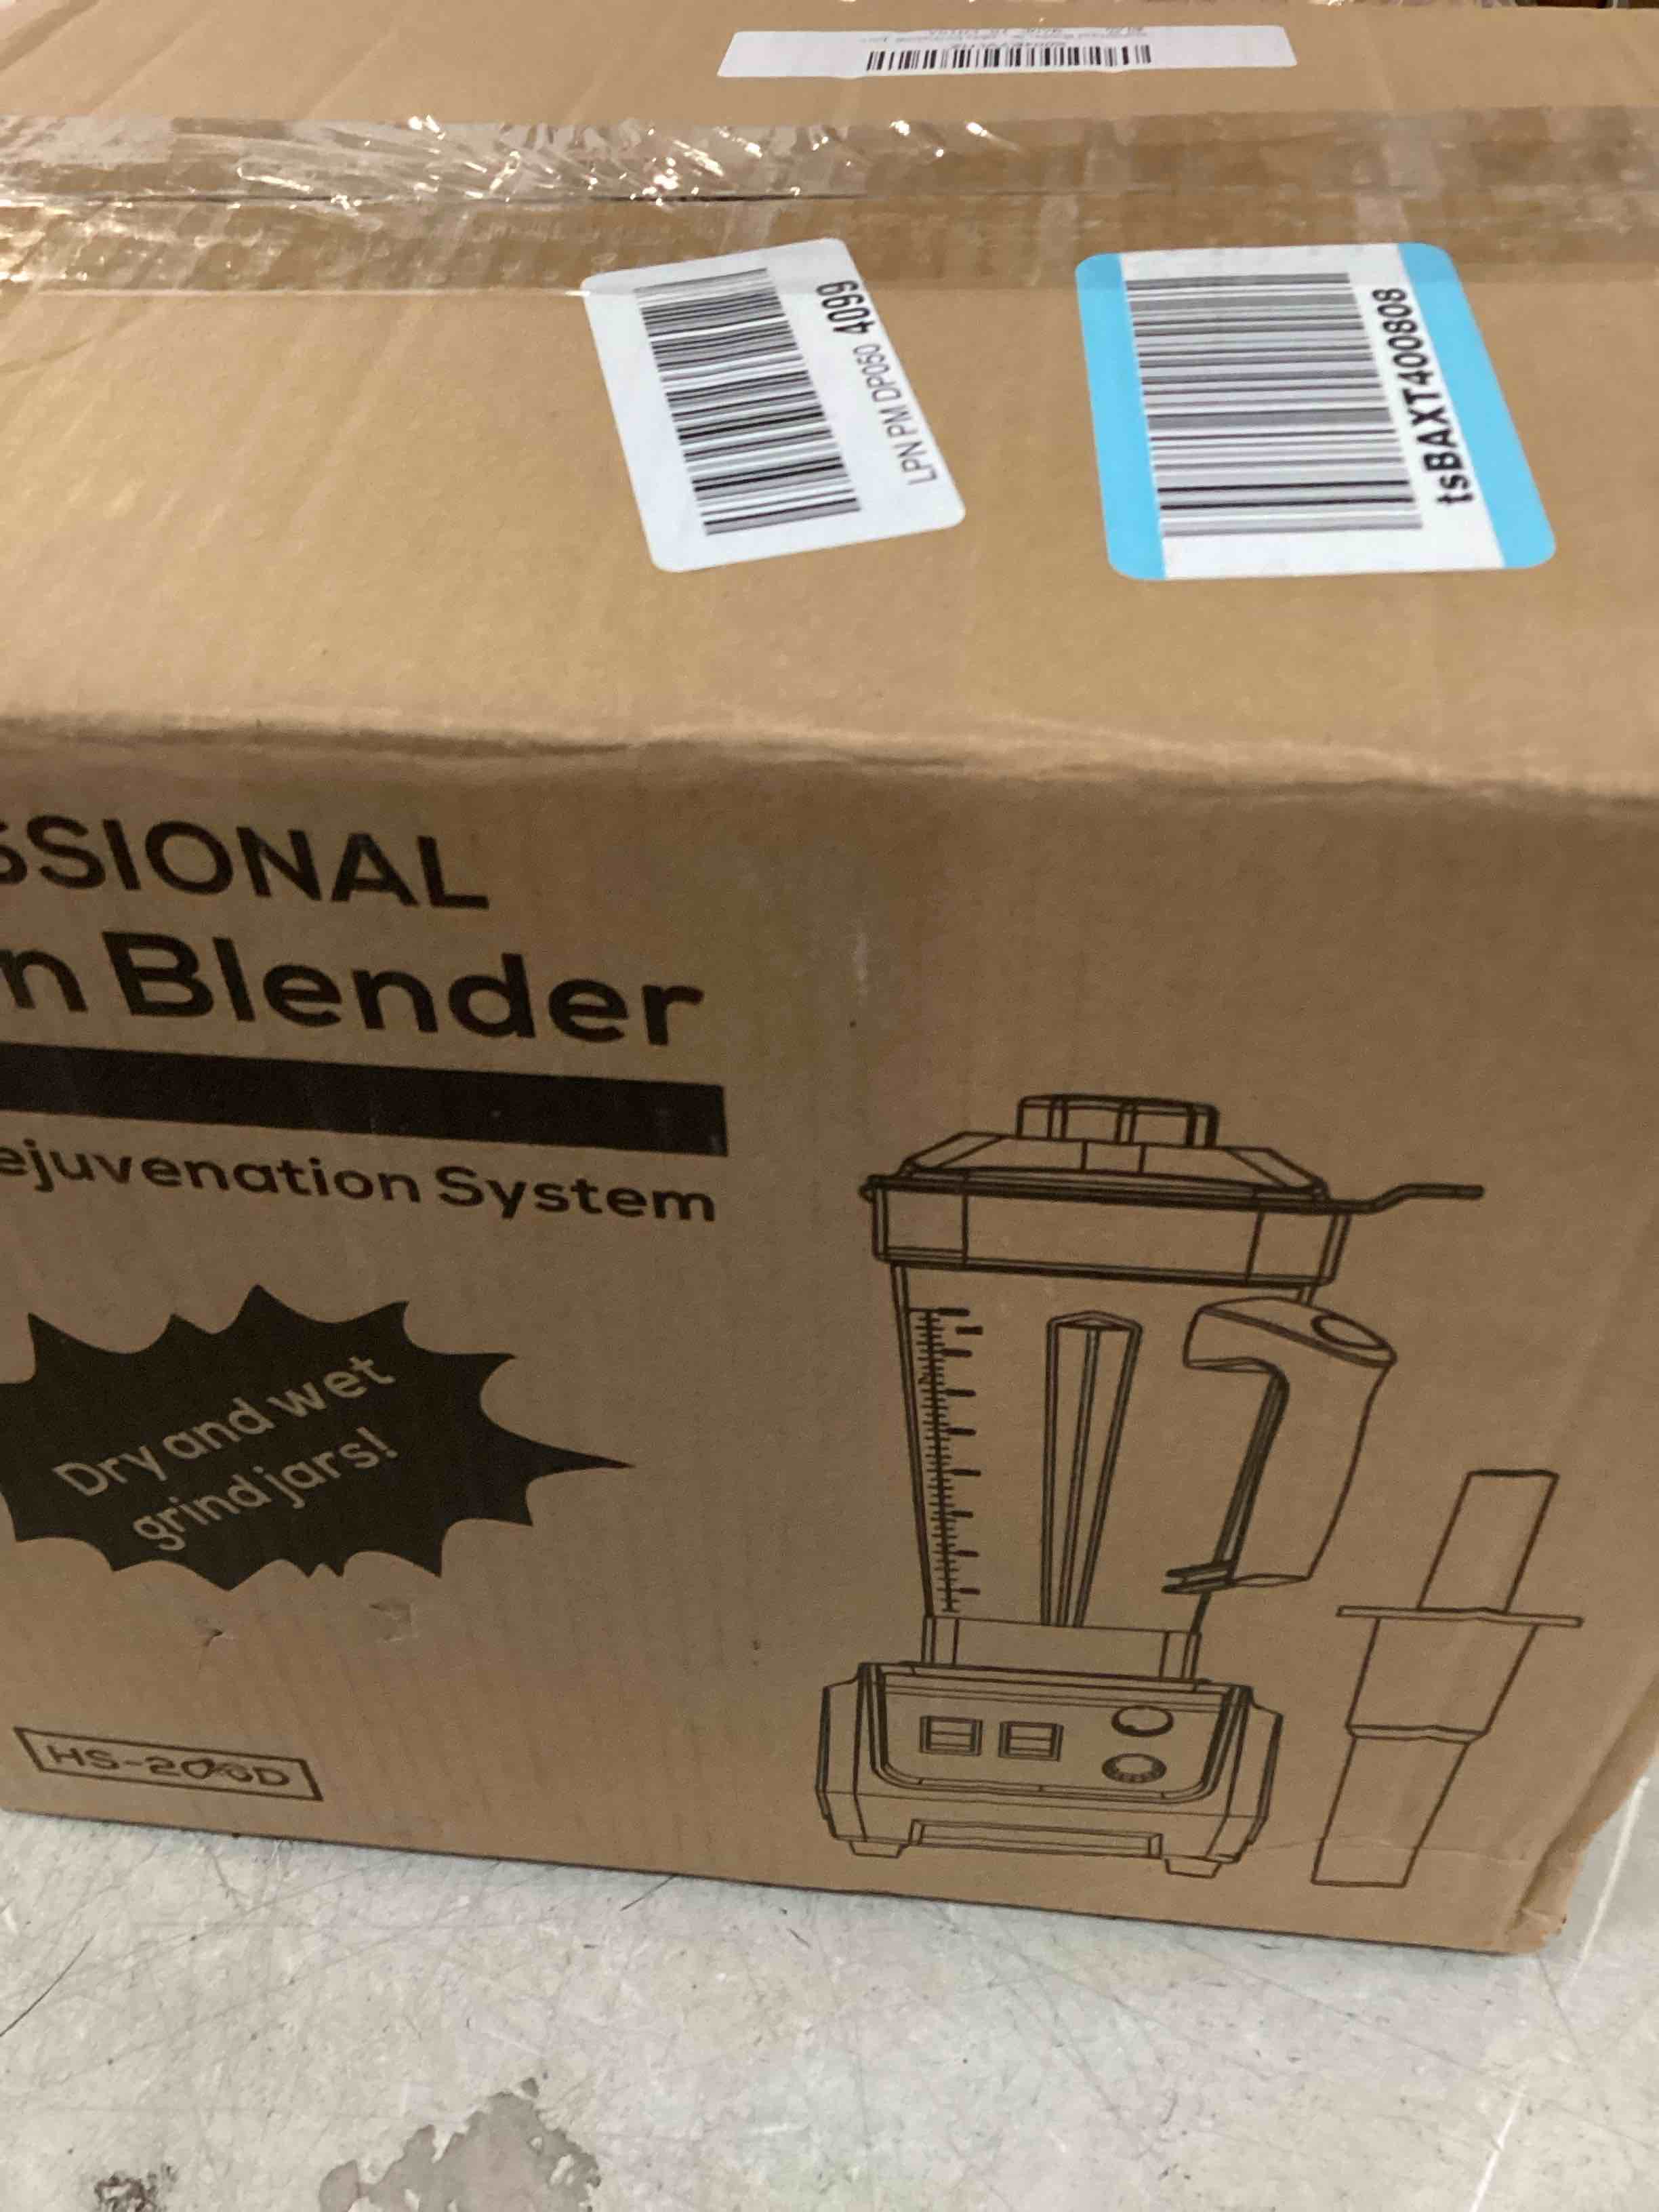 4099
LPN PM DP050
tsBAXT400808
SSIONAL
n Blender
ejuvenation System
Dry and wet
grind jars!